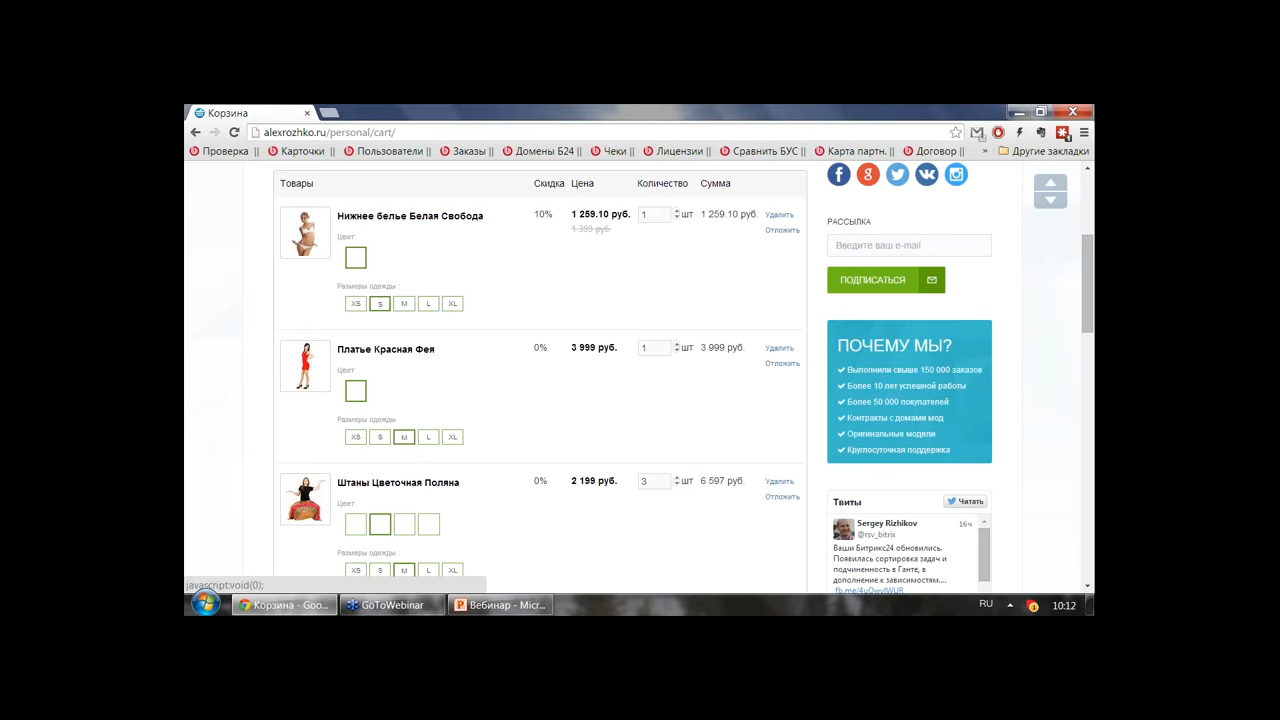 Корзина
alexrozhko.ru/personal/cart/
Проверка || Карточки || Пользователи || Заказы || Домены Б24 || Чеки || Лицензии || Сравнить БУС || Карта партн. || Договор || » Другие закладки
Товары Скидка Цена Количество Сумма
Нижнее белье Белая Свобода 10% 1 259.10 руб. 1 шт 1 259.10 руб. Удалить
1 399 руб. Отложить
Цвет:
Размеры одежды :
XS S M L XL
Платье Красная Фея 0% 3 999 руб. 1 шт 3 999 руб. Удалить
Отложить
Цвет
Размеры одежды
XS S M L XL
Штаны Цветочная Поляна 0% 2 199 руб. 3 шт 6 597 руб. Удалить
Отложить
Цвет:
Размеры одежды :
XS S M L XL
РАССЫЛКА
Введите ваш e-mail
ПОДПИСАТЬСЯ
ПОЧЕМУ МЫ?
Выполнили свыше 150 000 заказов
Более 10 лет успешной работы
Более 50 000 покупателей
Контракты с домами мод
Оригинальные модели
Круглосуточная поддержка
Твиты Читать
Sergey Rizhikov 16ч
@rsv_bitrix
Ваши Битрикс24 обновились.
Появилась сортировка задач и
подчиненность в Ганте, в
дополнение к зависимостям....
fb.me/4uOwvIWUR
javascript:void(0);
Корзина - Goo... GoToWebinar Вебинар - Micr... RU 10:12